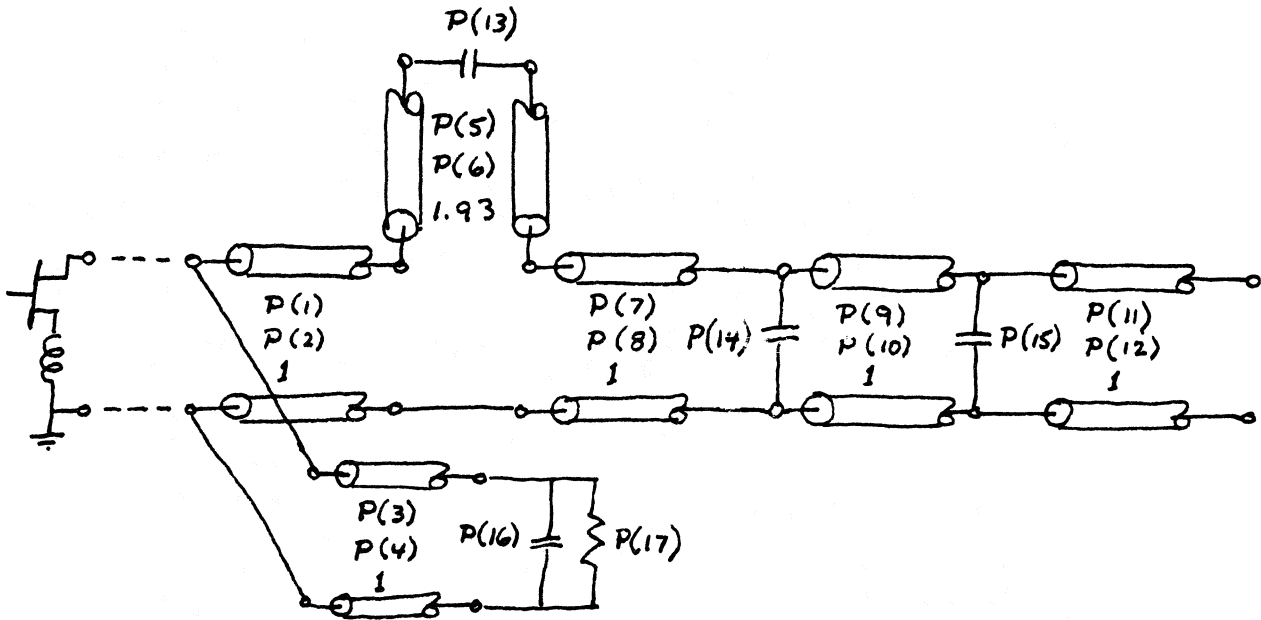 P(13)
P(5)
P(6)
1.93
P(1)
P(2)
1
P(7)
P(8)
1
P(14)
P(9)
P(10)
1
P(15)
P(11)
P(12)
1
P(3)
P(4)
1
P(16)
P(17)